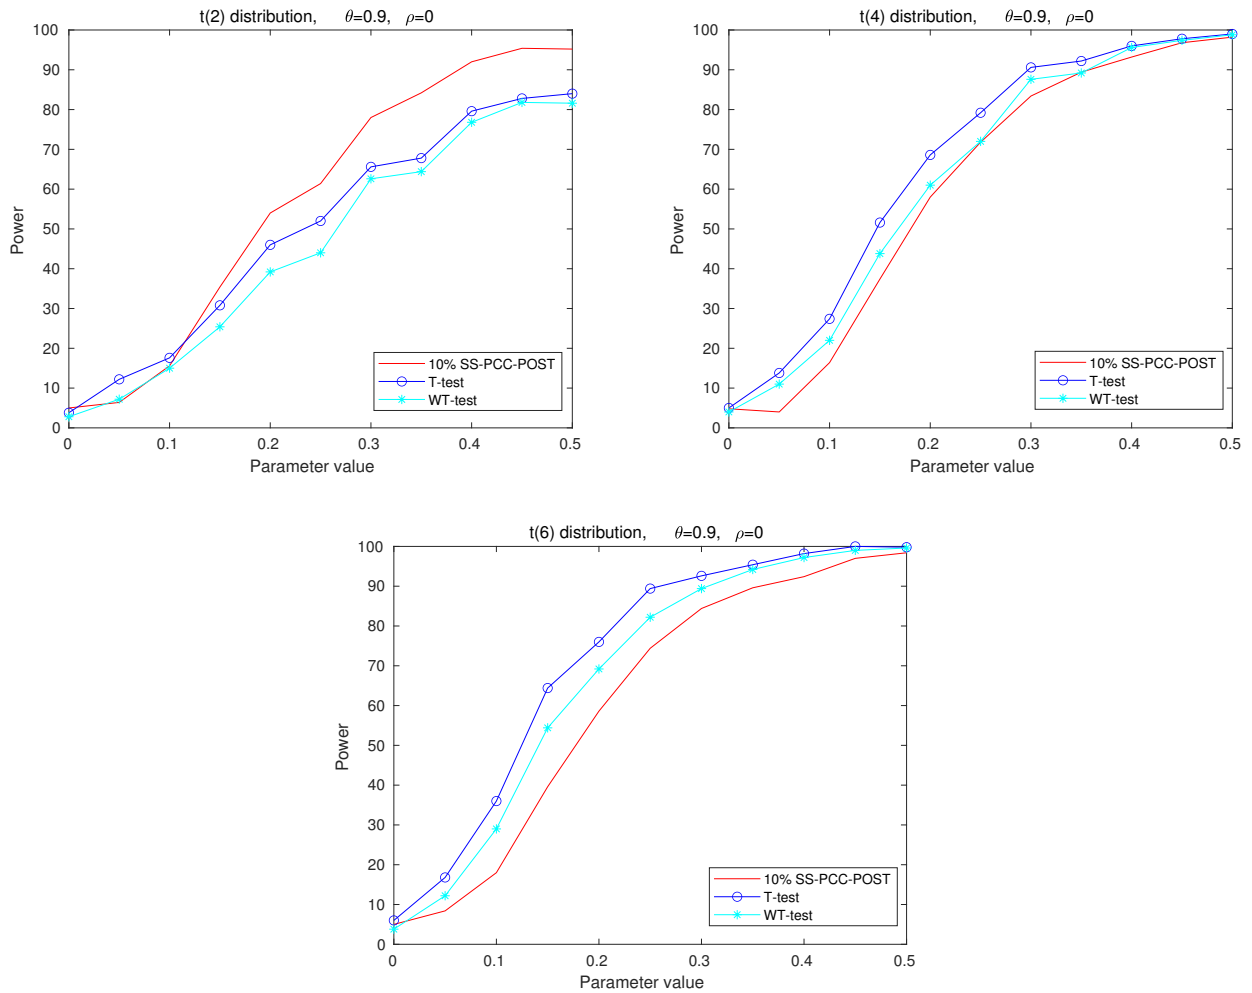 t(2) distribution, θ=0.9, ρ=0
100
90
80
70
60
50
40
30
20
10
0
Power
0 0.1 0.2 0.3 0.4 0.5
Parameter value
10% SS-PCC-POST
T-test
WT-test
t(4) distribution, θ=0.9, ρ=0
100
90
80
70
60
50
40
30
20
10
0
Power
0 0.1 0.2 0.3 0.4 0.5
Parameter value
10% SS-PCC-POST
T-test
WT-test
t(6) distribution, θ=0.9, ρ=0
100
90
80
70
60
50
40
30
20
10
0
Power
0 0.1 0.2 0.3 0.4 0.5
Parameter value
10% SS-PCC-POST
T-test
WT-test